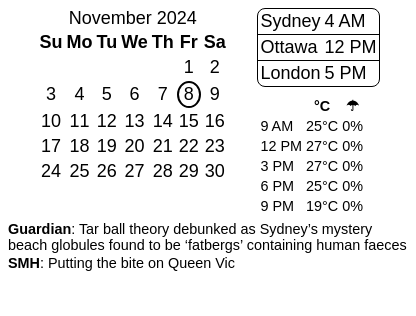 November 2024
Su Mo Tu We Th Fr Sa
1 2
3 4 5 6 7 8 9
10 11 12 13 14 15 16
17 18 19 20 21 22 23
24 25 26 27 28 29 30
Sydney 4 AM
Ottawa 12 PM
London 5 PM
°C ☂
9 AM 25°C 0%
12 PM 27°C 0%
3 PM 27°C 0%
6 PM 25°C 0%
9 PM 19°C 0%
Guardian: Tar ball theory debunked as Sydney’s mystery
beach globules found to be ‘fatbergs’ containing human faeces
SMH: Putting the bite on Queen Vic